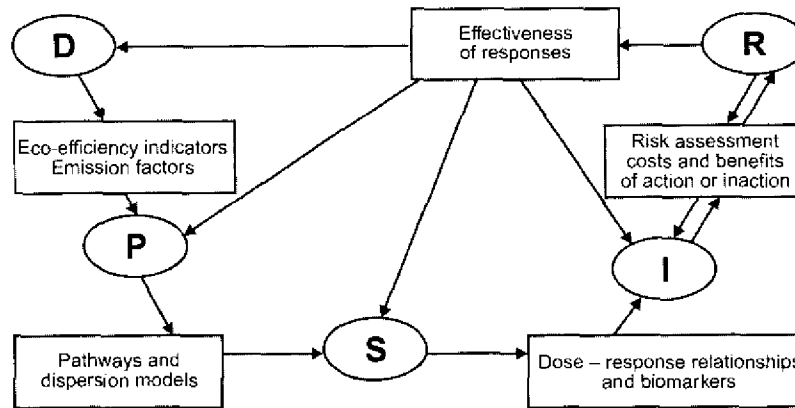 D
Effectiveness
of responses
R
Eco-efficiency indicators
Emission factors
Risk assessment
costs and benefits
of action or inaction
P
I
S
Pathways and
dispersion models
Dose – response relationships
and biomarkers